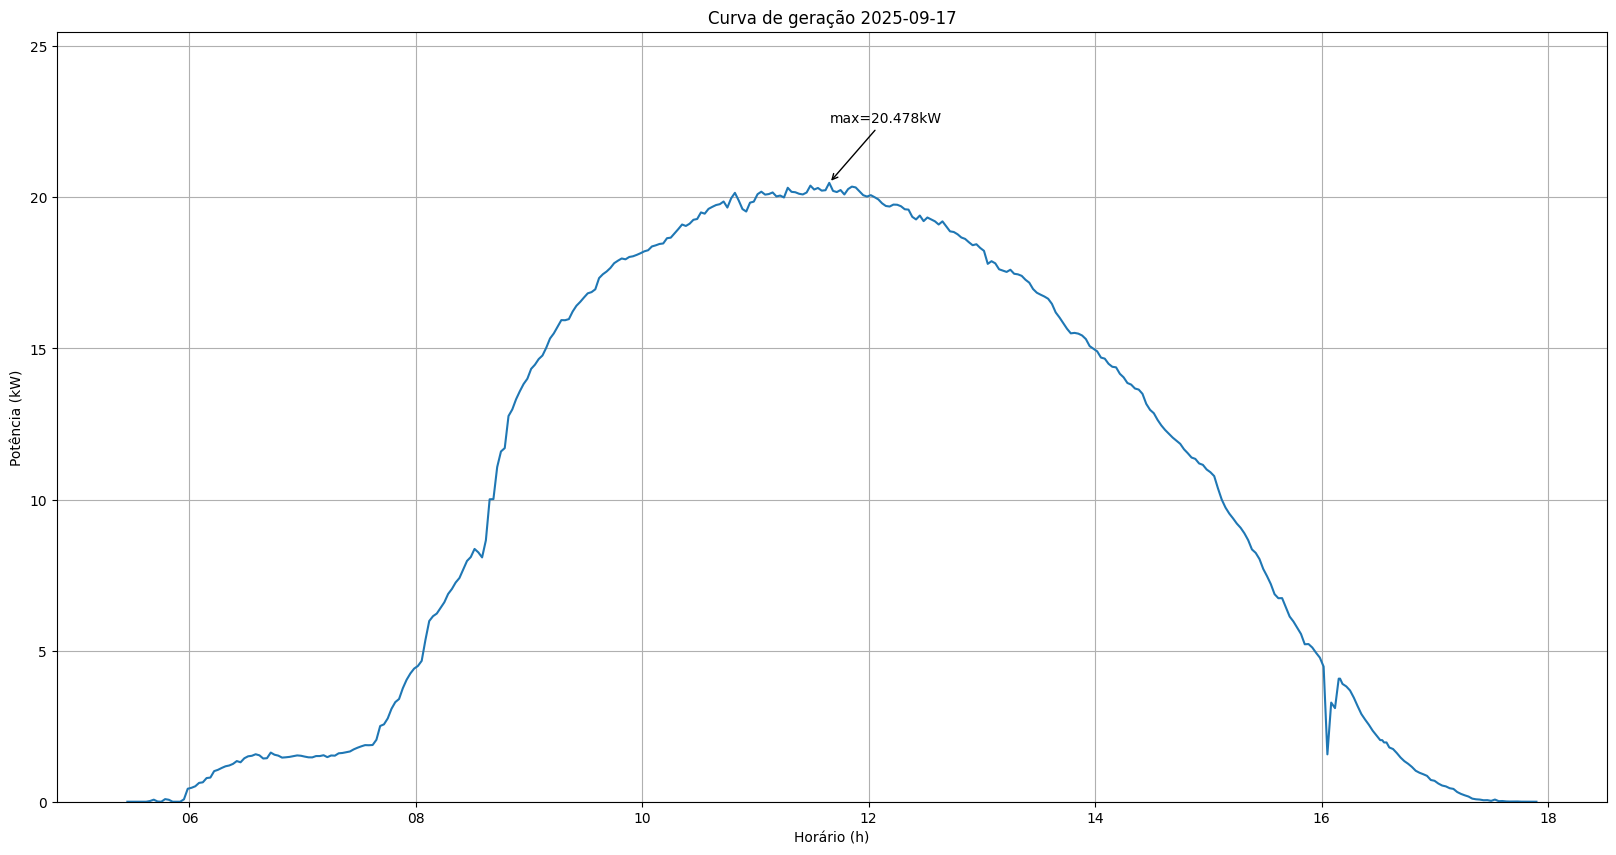 Curva de geração 2025-09-17
25
max=20.478kW
20
15
Potência (kW)
10
5
0
06 08 10 12 14 16 18
Horário (h)